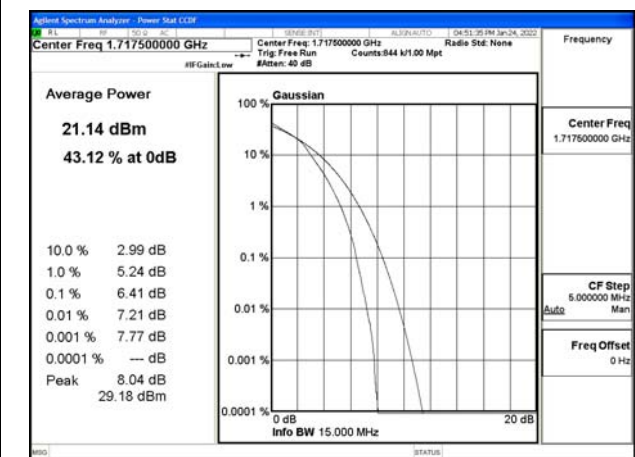 Agilent Spectrum Analyzer - Power Stat CCDF
RL RF 50 Ω AC SENSE:INT ALIGN AUTO 04:51:35 PM Jan 24, 2022
Center Freq 1.717500000 GHz
Center Freq: 1.717500000 GHz Radio Std: None
Trig: Free Run Counts:844 k/1.00 Mpt
#IFGain:Low #Atten: 40 dB
Frequency
Average Power
21.14 dBm
43.12 % at 0dB
10.0 % 2.99 dB
1.0 % 5.24 dB
0.1 % 6.41 dB
0.01 % 7.21 dB
0.001 % 7.77 dB
0.0001 % --- dB
Peak 8.04 dB
29.18 dBm
Gaussian
100 %
10 %
1 %
0.1 %
0.01 %
0.001 %
0.0001 %
0 dB 20 dB
Info BW 15.000 MHz
Center Freq
1.717500000 GHz
CF Step
5.000000 MHz
Auto Man
Freq Offset
0 Hz
MSG STATUS